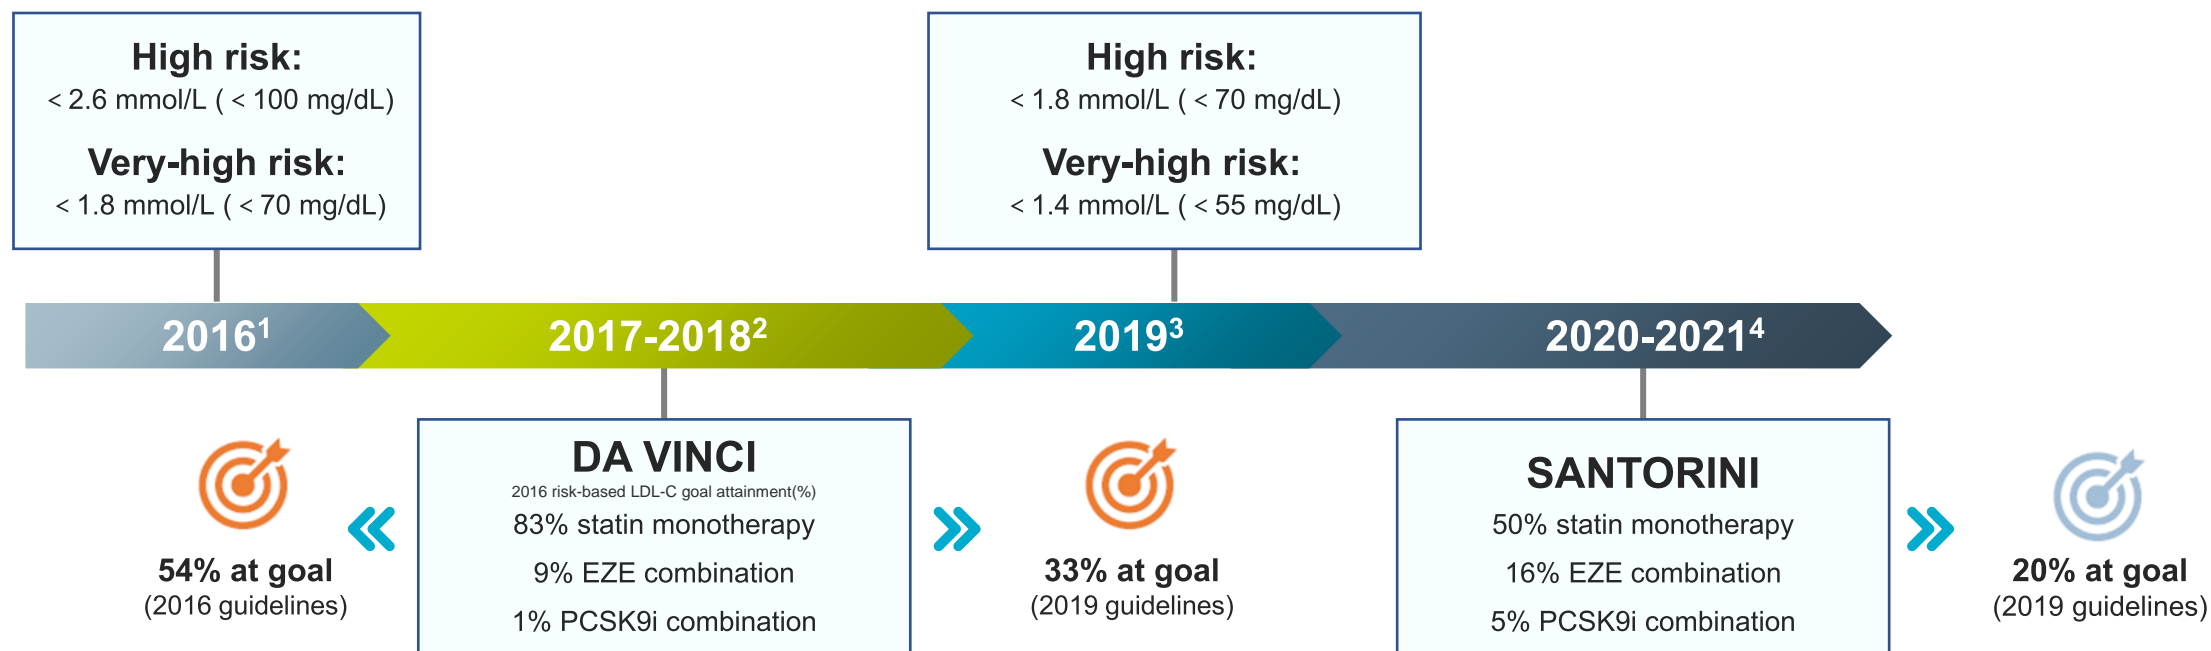 High risk:
< 2.6 mmol/L ( < 100 mg/dL)
Very-high risk:
< 1.8 mmol/L ( < 70 mg/dL)
High risk:
< 1.8 mmol/L ( < 70 mg/dL)
Very-high risk:
< 1.4 mmol/L ( < 55 mg/dL)
2016¹
2017-2018²
2019³
2020-2021⁴
54% at goal
(2016 guidelines)
DA VINCI
2016 risk-based LDL-C goal attainment(%)
83% statin monotherapy
9% EZE combination
1% PCSK9i combination
33% at goal
(2019 guidelines)
SANTORINI
50% statin monotherapy
16% EZE combination
5% PCSK9i combination
20% at goal
(2019 guidelines)